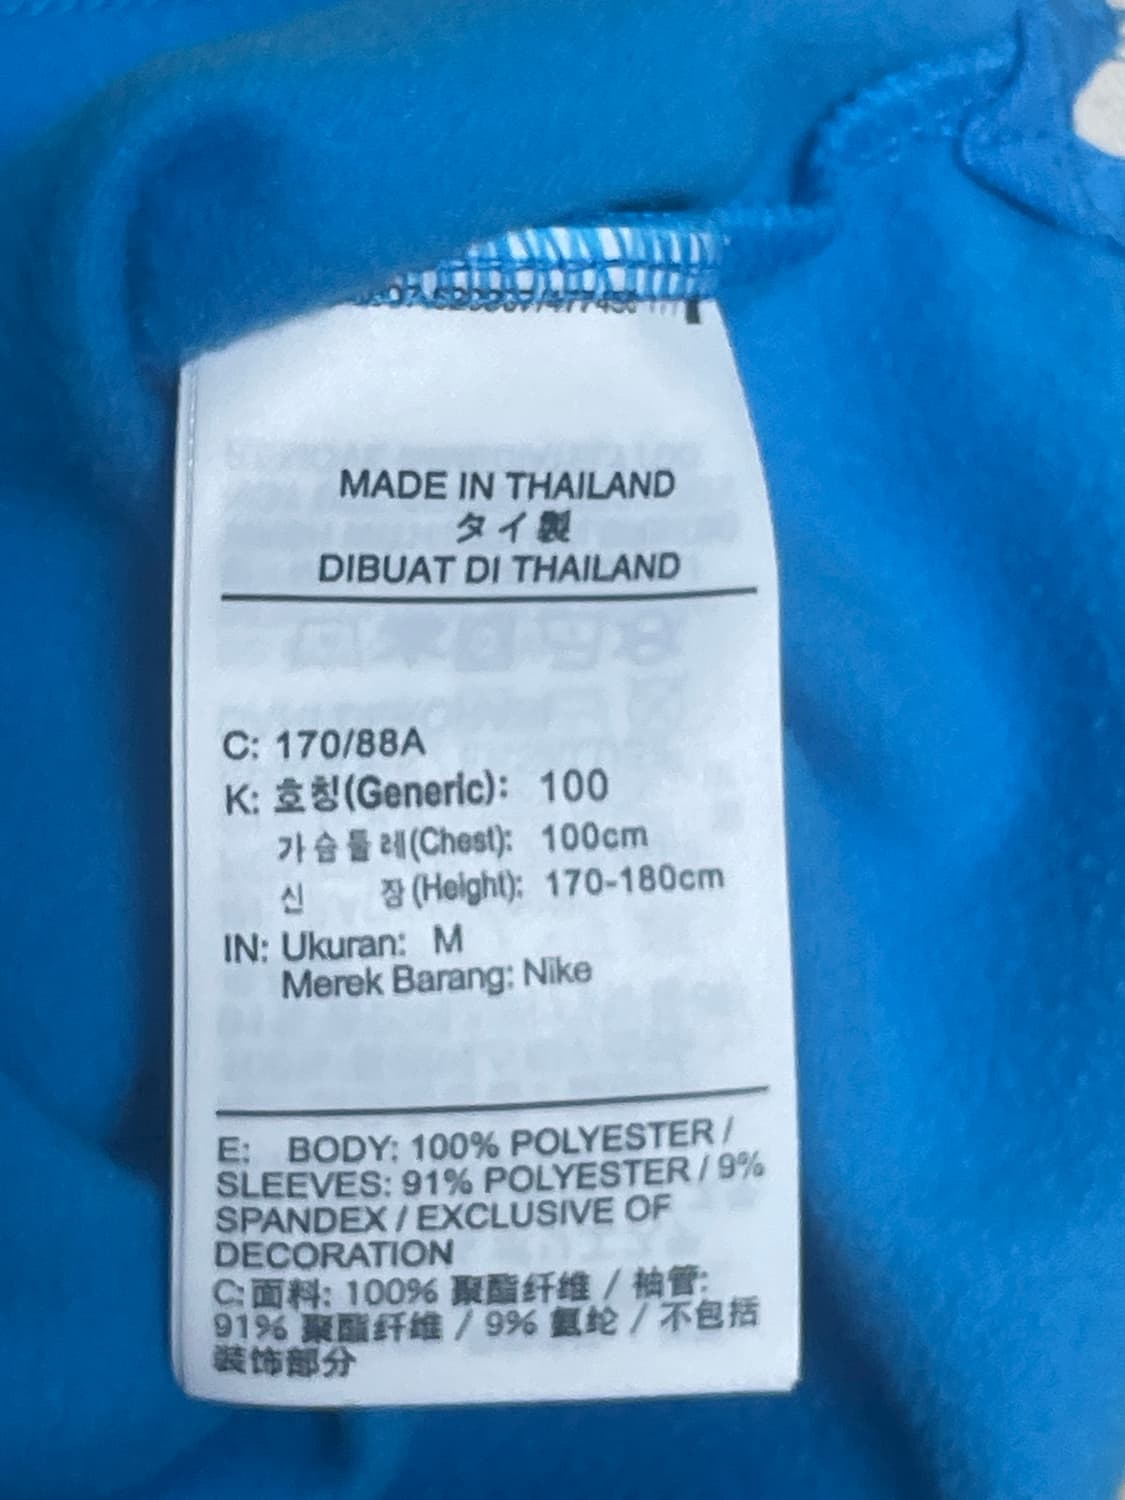 MADE IN THAILAND
タイ製
DIBUAT DI THAILAND
C: 170/88A
K: 호칭(Generic): 100
가슴둘레(Chest): 100cm
신 장(Height): 170-180cm
IN: Ukuran: M
Merek Barang: Nike
E: BODY: 100% POLYESTER /
SLEEVES: 91% POLYESTER / 9%
SPANDEX / EXCLUSIVE OF
DECORATION
C:面料: 100% 聚酯纤维 / 袖管:
91% 聚酯纤维 / 9% 氨纶 / 不包括
装饰部分